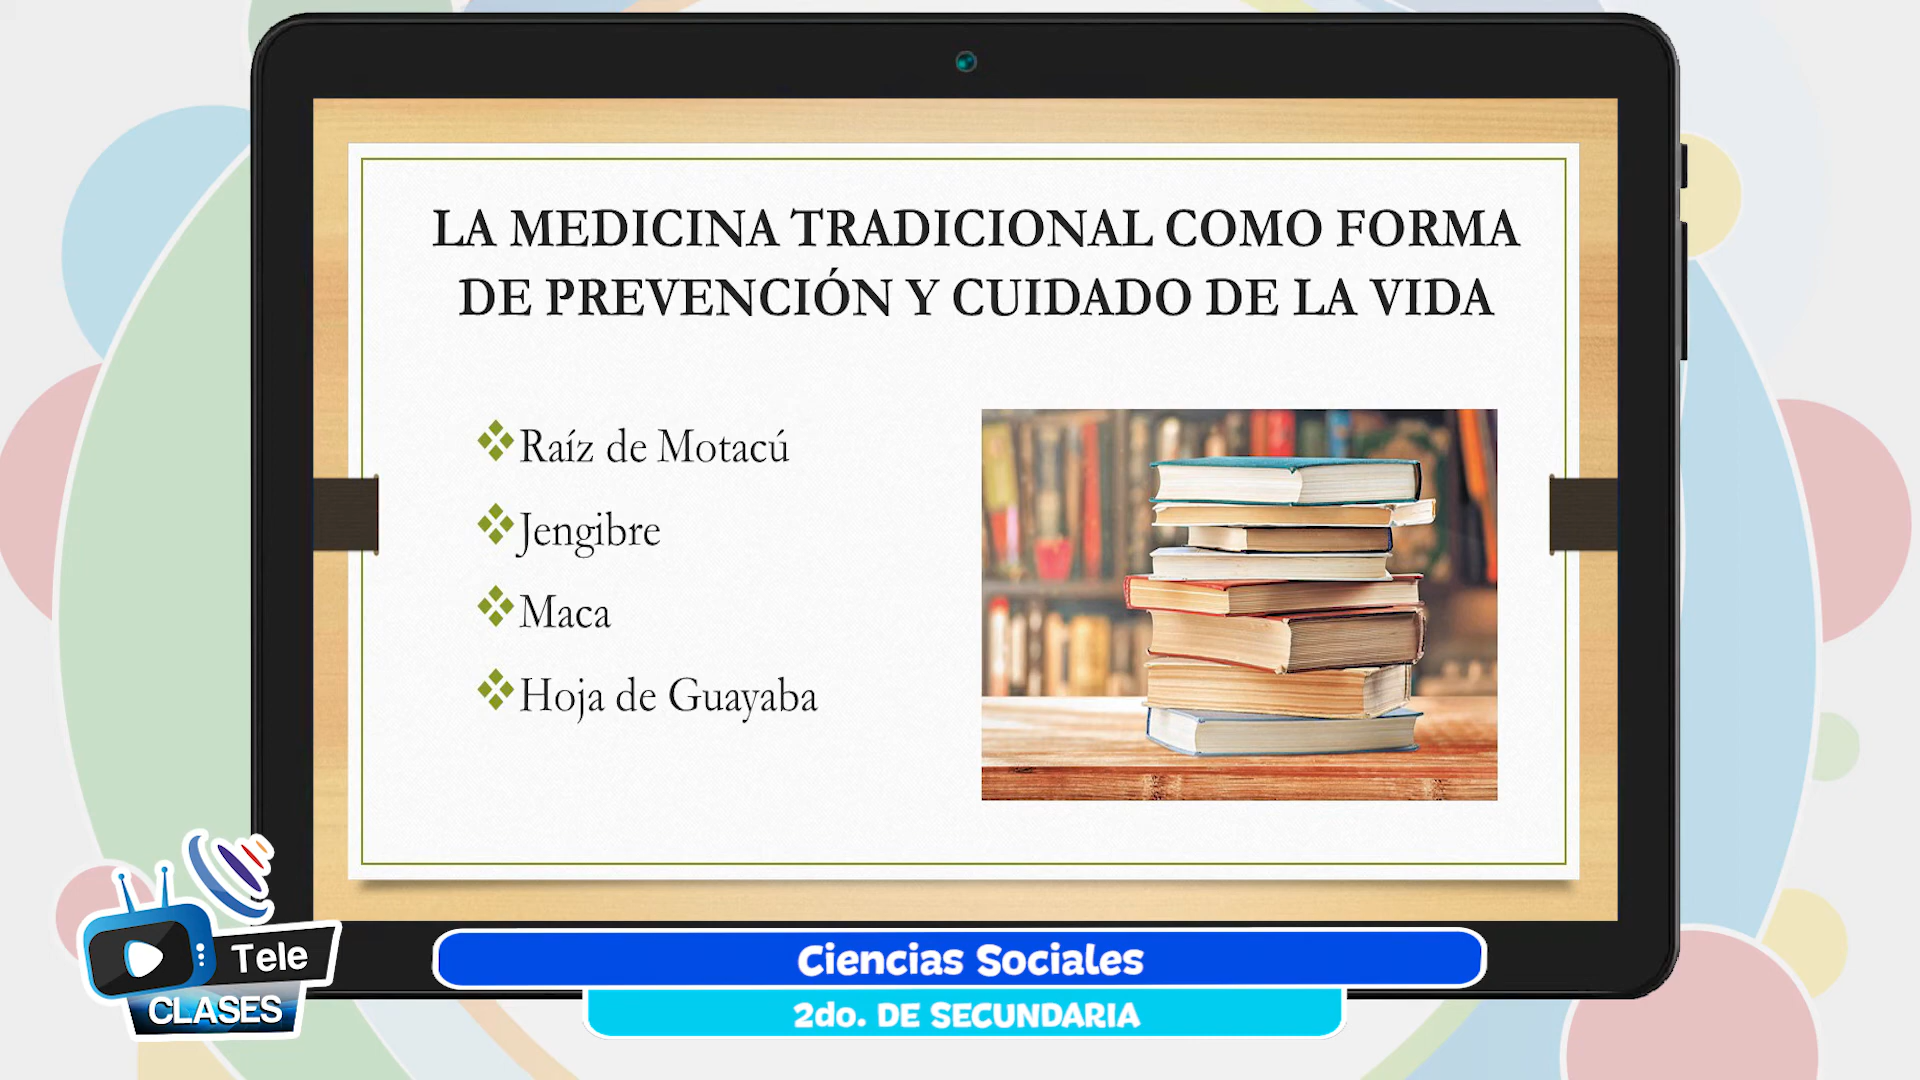 LA MEDICINA TRADICIONAL COMO FORMA
DE PREVENCIÓN Y CUIDADO DE LA VIDA
Raíz de Motacú
Jengibre
Maca
Hoja de Guayaba
Tele
CLASES
Ciencias Sociales
2do. DE SECUNDARIA